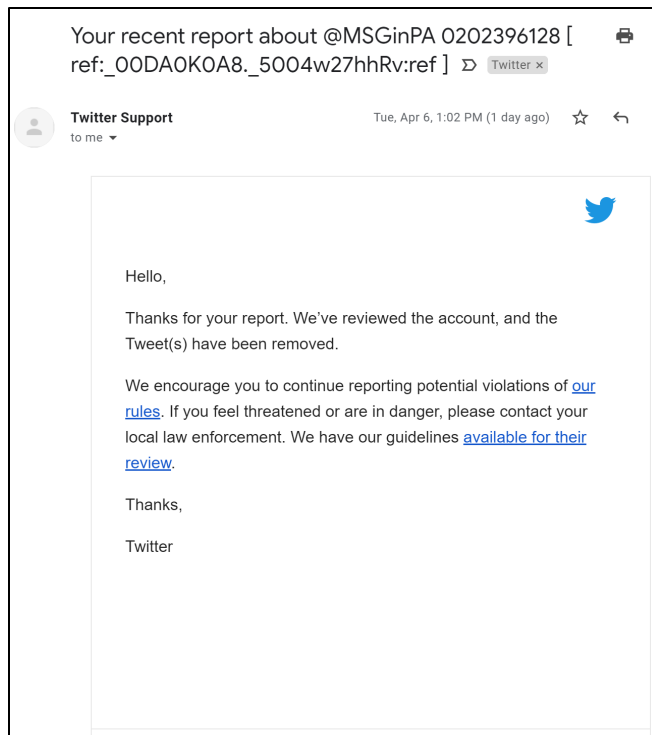 Your recent report about @MSGinPA 0202396128 [
ref:_00DA0K0A8._5004w27hhRv:ref ] Twitter ×
Twitter Support
Tue, Apr 6, 1:02 PM (1 day ago)
to me
Hello,
Thanks for your report. We’ve reviewed the account, and the
Tweet(s) have been removed.
We encourage you to continue reporting potential violations of our
rules. If you feel threatened or are in danger, please contact your
local law enforcement. We have our guidelines available for their
review.
Thanks,
Twitter